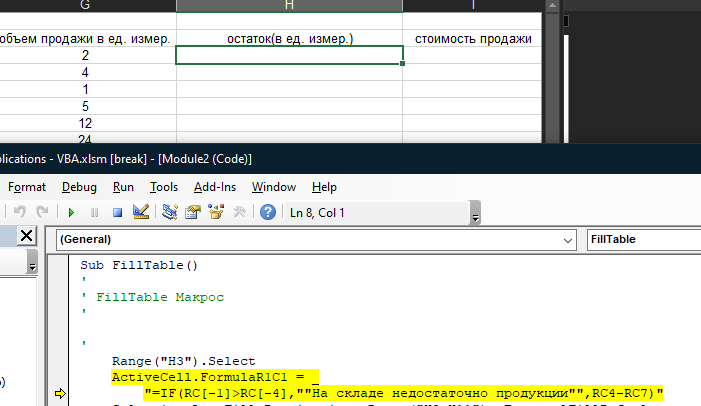 G H I
объем продажи в ед. измер. остаток(в ед. измер.) стоимость продажи
2
4
1
5
12
24
plications - VBA.xlsm [break] - [Module2 (Code)]
Format Debug Run Tools Add-Ins Window Help
Ln 8, Col 1
(General) FillTable
Sub FillTable()
'
' FillTable Макрос
'
'
Range("H3").Select
ActiveCell.FormulaR1C1 = _
"=IF(RC[-1]>RC[-4],""На складе недостаточно продукции"",RC4-RC7)"